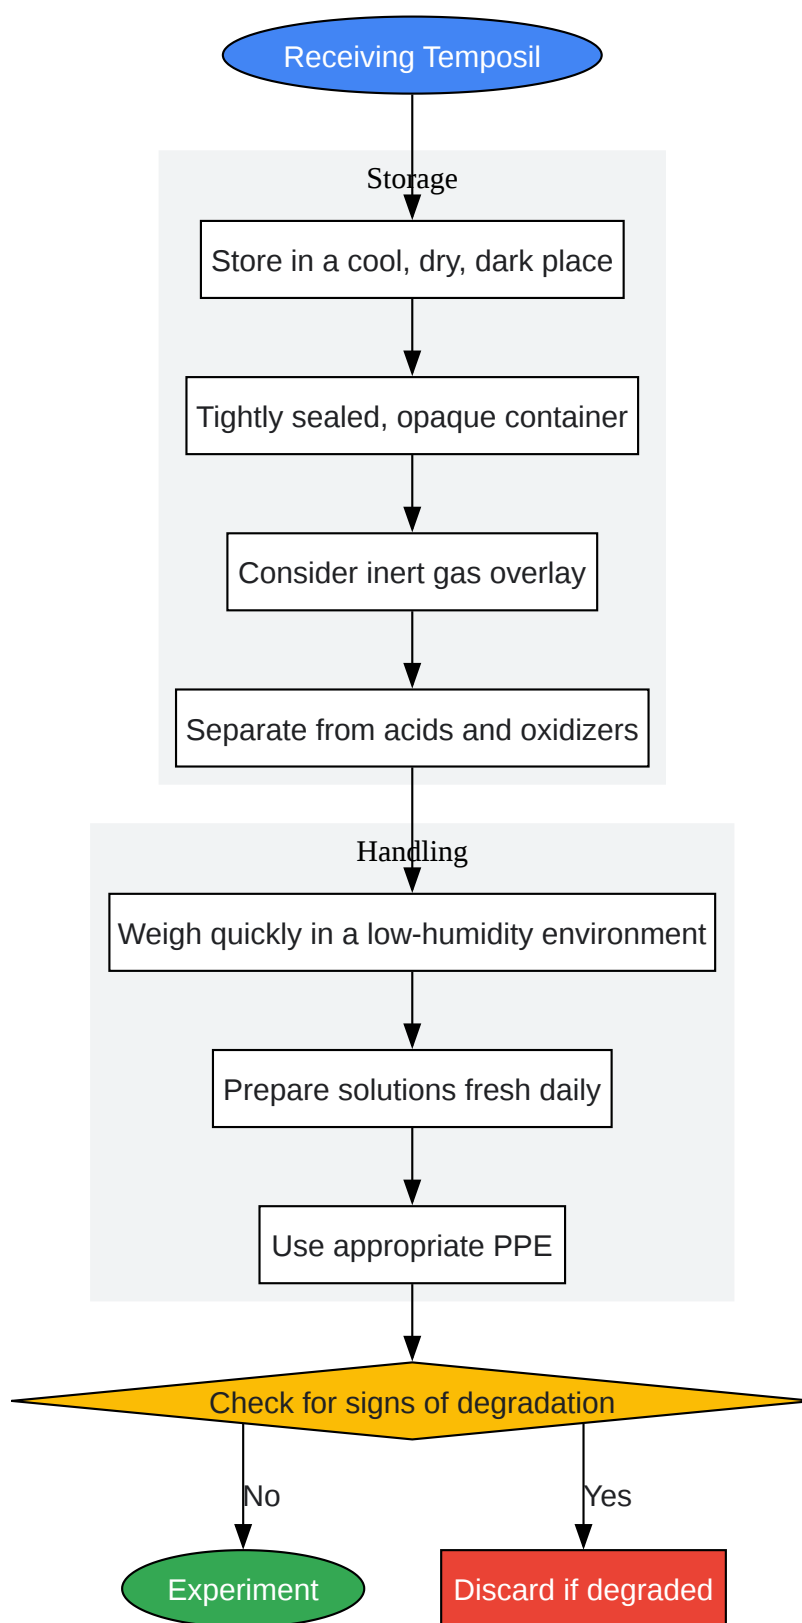 Receiving Temposil
Storage
Store in a cool, dry, dark place
Tightly sealed, opaque container
Consider inert gas overlay
Separate from acids and oxidizers
Handling
Weigh quickly in a low-humidity environment
Prepare solutions fresh daily
Use appropriate PPE
Check for signs of degradation
No
Yes
Experiment
Discard if degraded